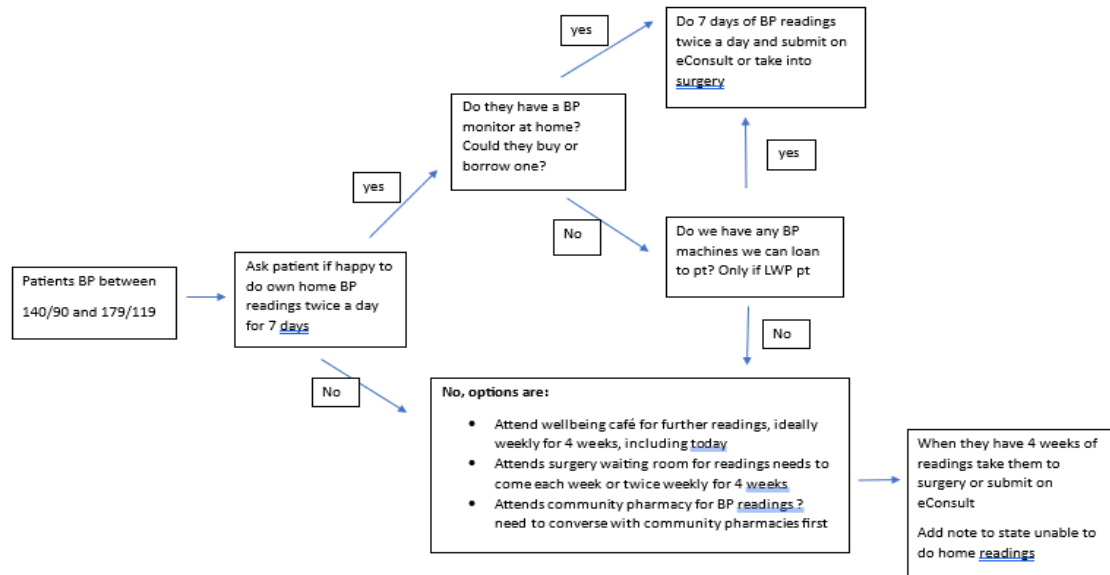 Patients BP between
140/90 and 179/119
Ask patient if happy to
do own home BP
readings twice a day
for 7 days
yes
Do they have a BP
monitor at home?
Could they buy or
borrow one?
yes
Do 7 days of BP readings
twice a day and submit on
eConsult or take into
surgery
No
Do we have any BP
machines we can loan
to pt? Only if LWP pt
yes
No
No
No, options are:
• Attend wellbeing café for further readings, ideally
weekly for 4 weeks, including today
• Attends surgery waiting room for readings needs to
come each week or twice weekly for 4 weeks
• Attends community pharmacy for BP readings ?
need to converse with community pharmacies first
When they have 4 weeks of
readings take them to
surgery or submit on
eConsult
Add note to state unable to
do home readings